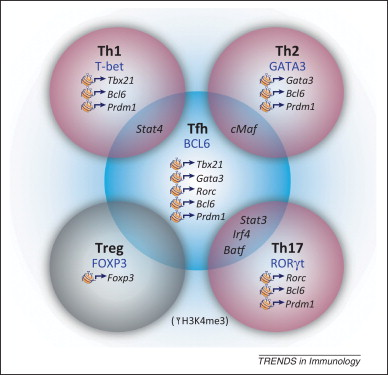 Th1
T-bet
Tbx21
Bcl6
Prdm1
Th2
GATA3
Gata3
Bcl6
Prdm1
Stat4
cMaf
Tfh
BCL6
Tbx21
Gata3
Rorc
Bcl6
Prdm1
Stat3
Irf4
Batf
Treg
FOXP3
Foxp3
Th17
RORγt
Rorc
Bcl6
Prdm1
(H3K4me3)
TRENDS in Immunology